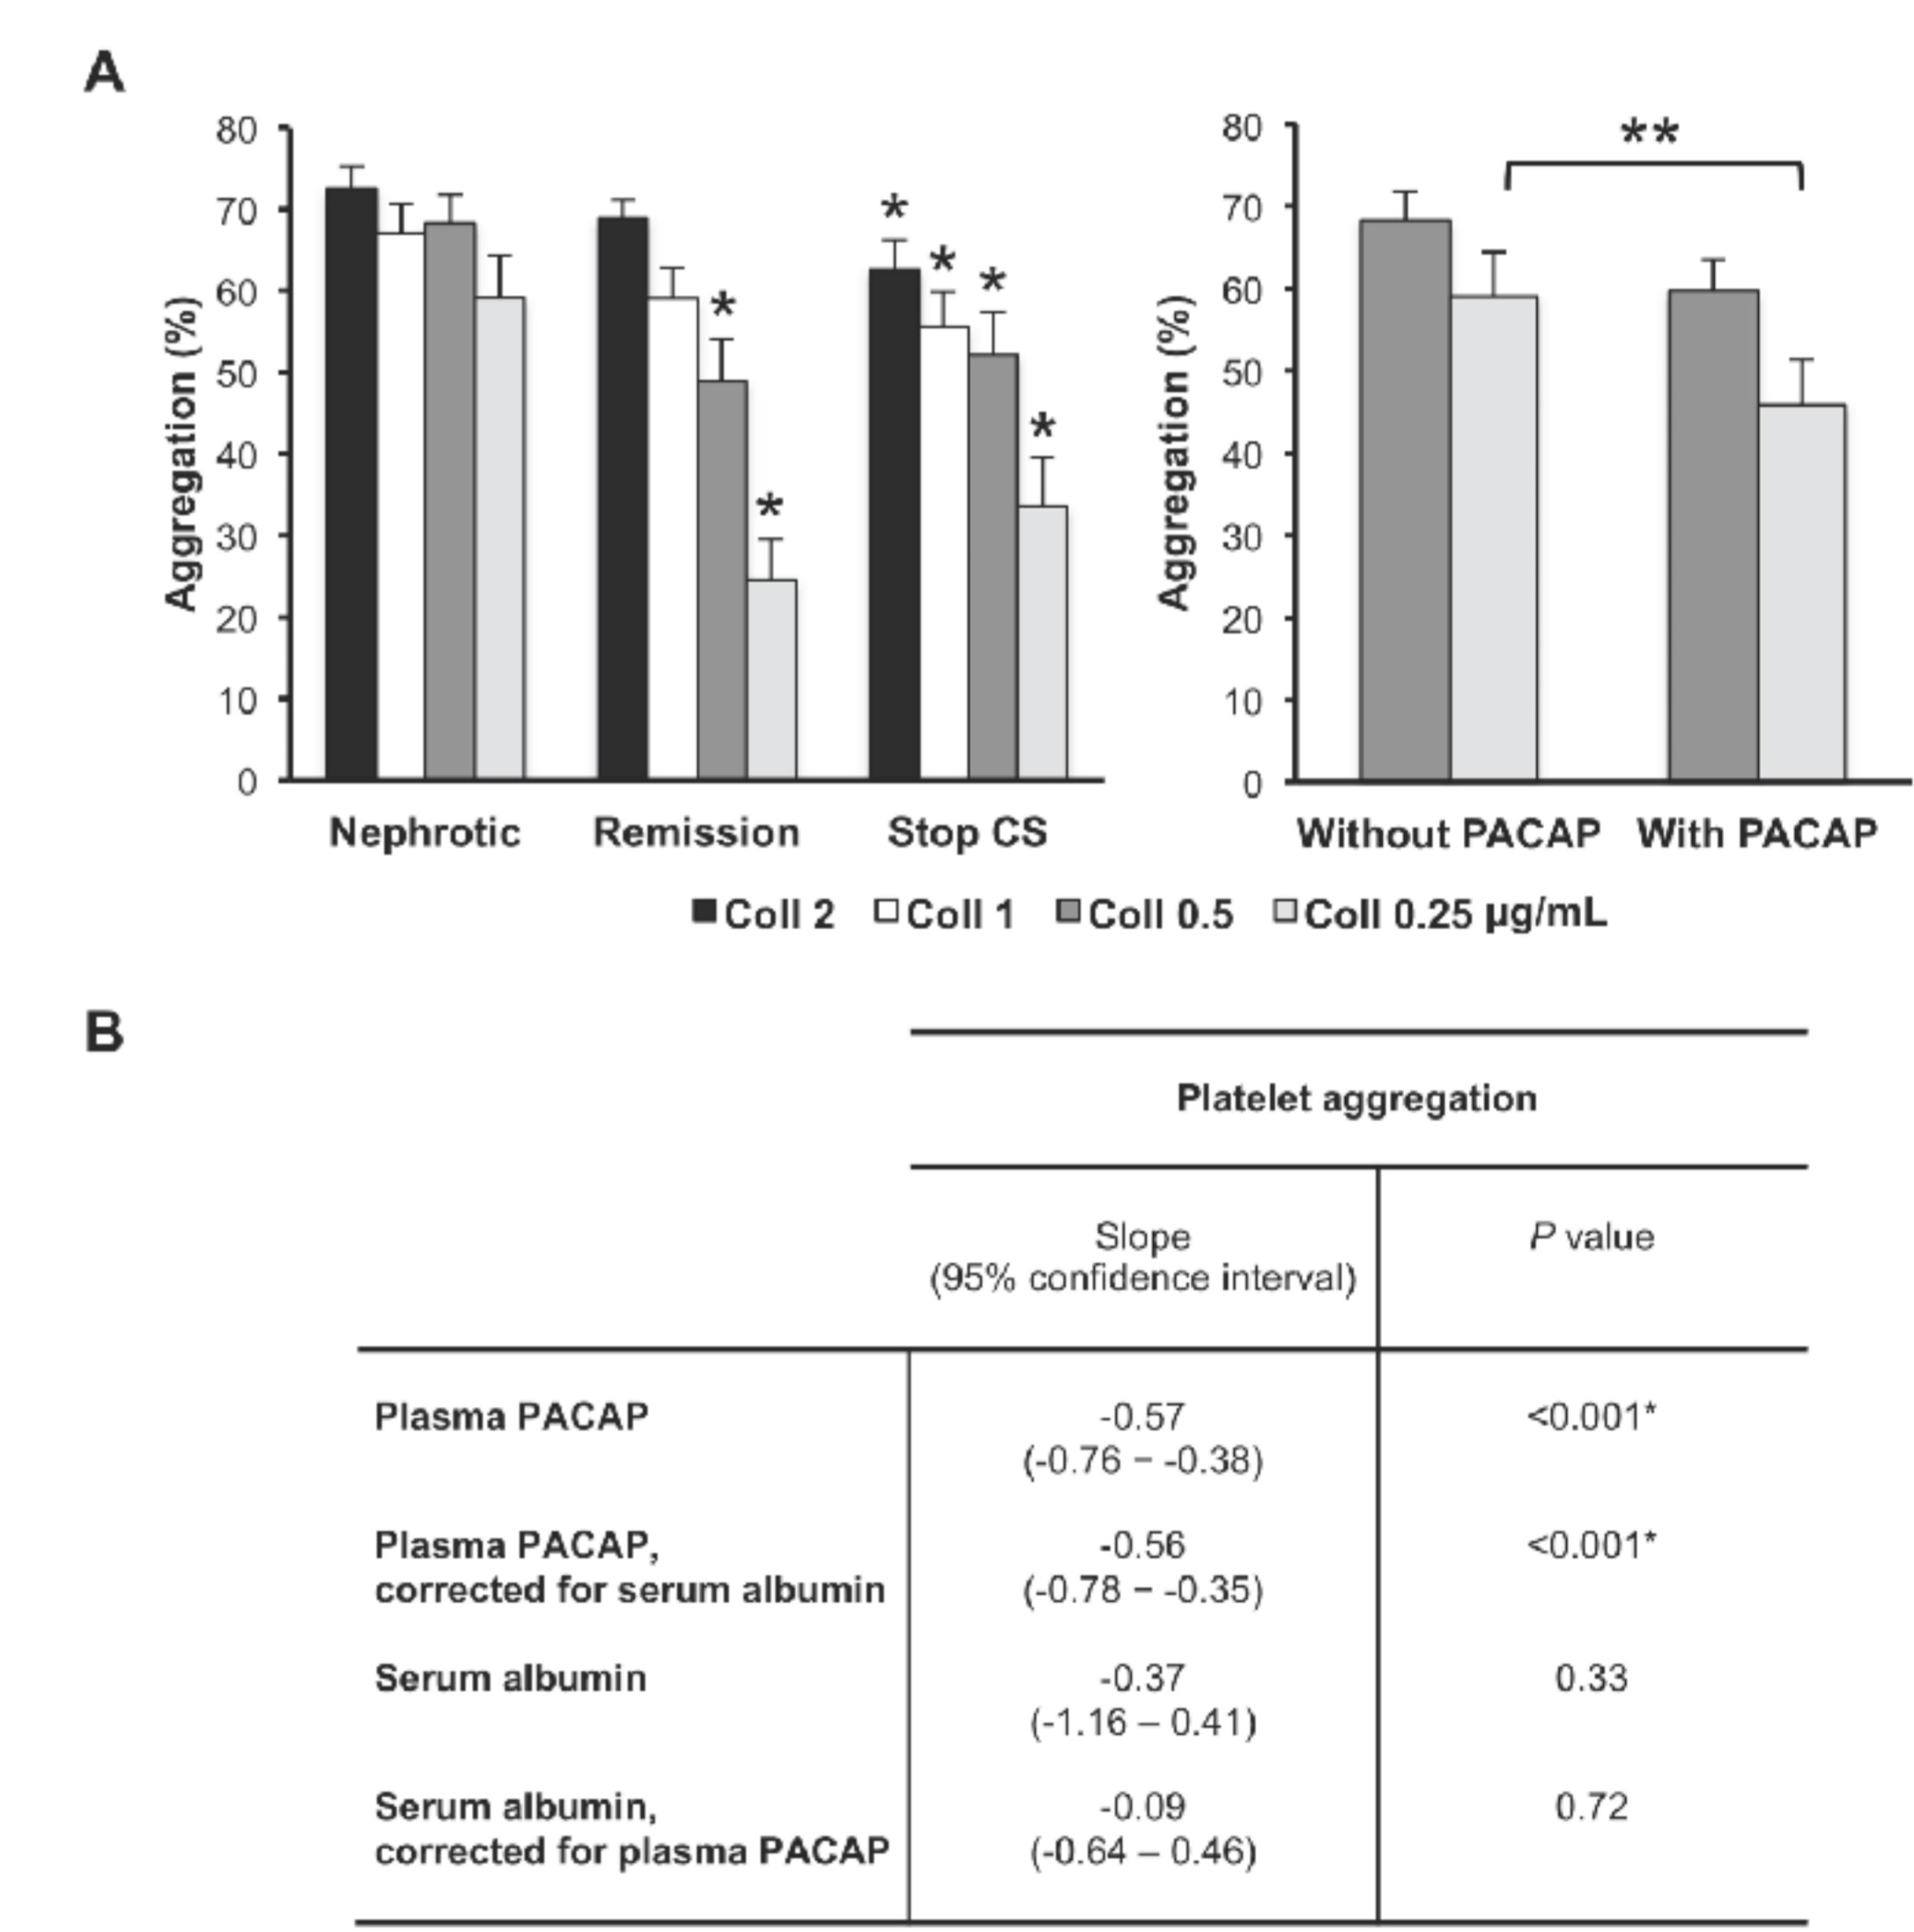 A
Aggregation (%)
80
70
60
50
40
30
20
10
0
* * * * * *
Nephrotic Remission Stop CS
Aggregation (%)
80
70
60
50
40
30
20
10
0
**
Without PACAP With PACAP
Coll 2 Coll 1 Coll 0.5 Coll 0.25 µg/mL
B
Platelet aggregation
Slope P value
(95% confidence interval)
Plasma PACAP -0.57 <0.001*
(-0.76 – -0.38)
Plasma PACAP, -0.56 <0.001*
corrected for serum albumin (-0.78 – -0.35)
Serum albumin -0.37 0.33
(-1.16 – 0.41)
Serum albumin, -0.09 0.72
corrected for plasma PACAP (-0.64 – 0.46)